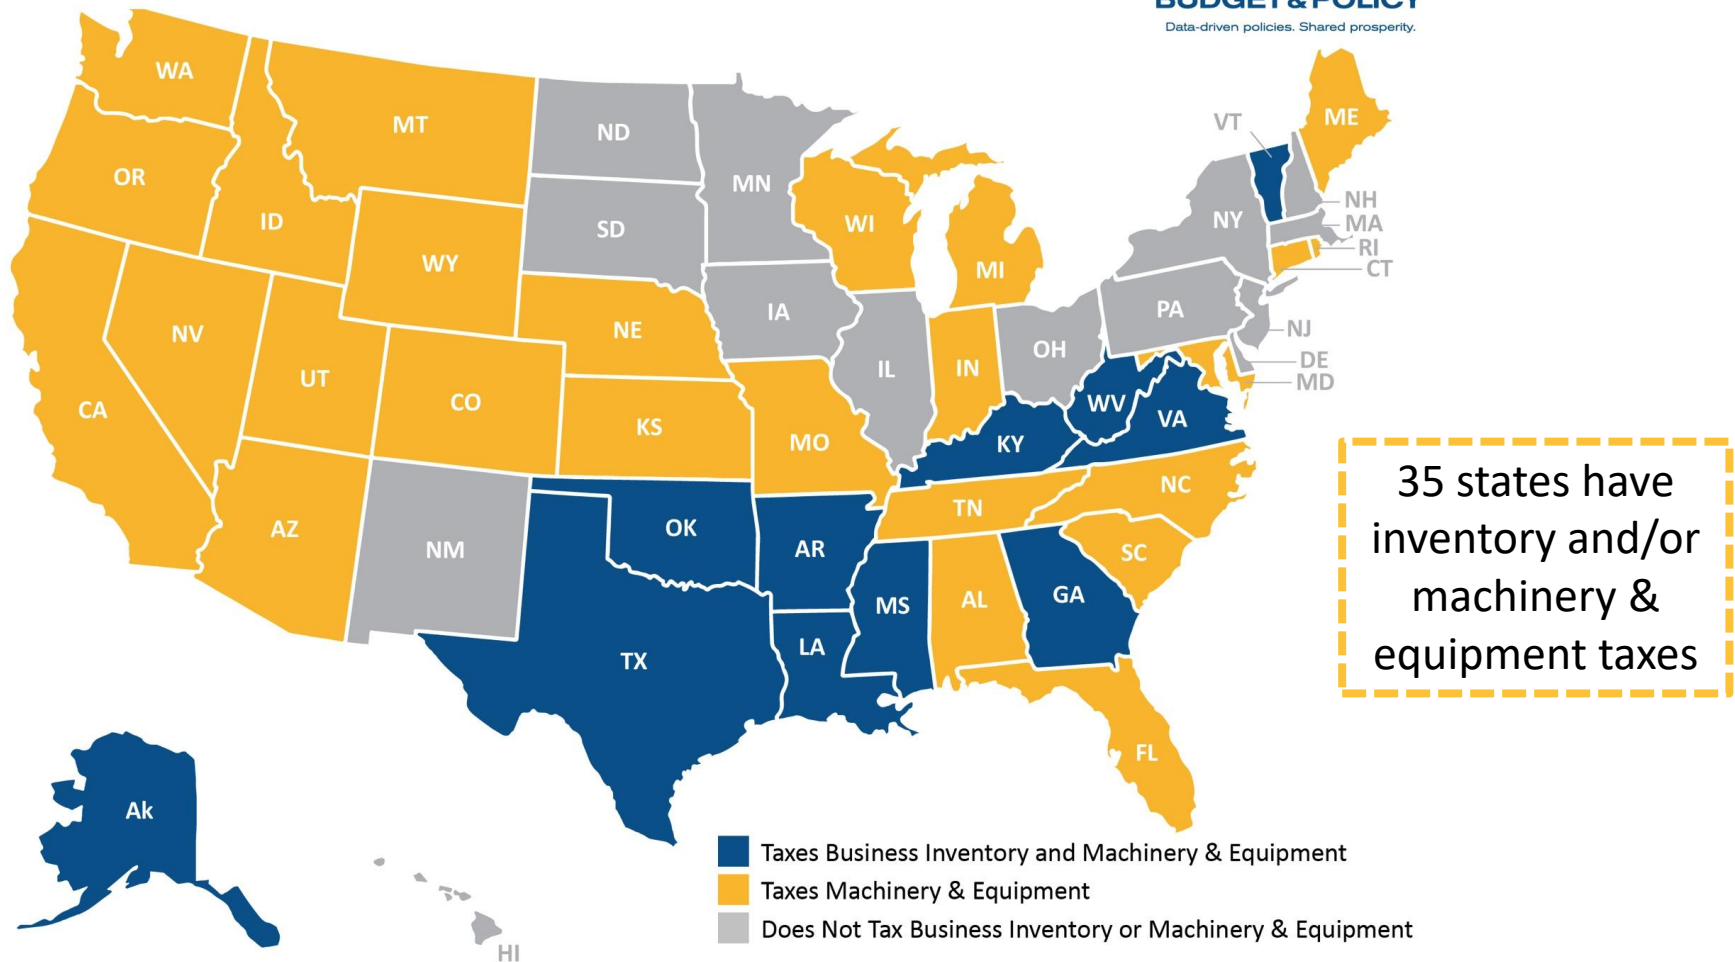 BUDGET & POLICY
Data-driven policies. Shared prosperity.
WA
MT
ND
MN
VT
ME
OR
ID
SD
WI
NY
NH
MA
RI
CT
WY
MI
NV
NE
IA
PA
NJ
UT
CO
IL
IN
OH
DE
MD
CA
KS
MO
KY
WV
VA
AZ
NM
OK
AR
TN
NC
SC
MS
AL
GA
TX
LA
FL
Ak
HI
35 states have
inventory and/or
machinery &
equipment taxes
Taxes Business Inventory and Machinery & Equipment
Taxes Machinery & Equipment
Does Not Tax Business Inventory or Machinery & Equipment